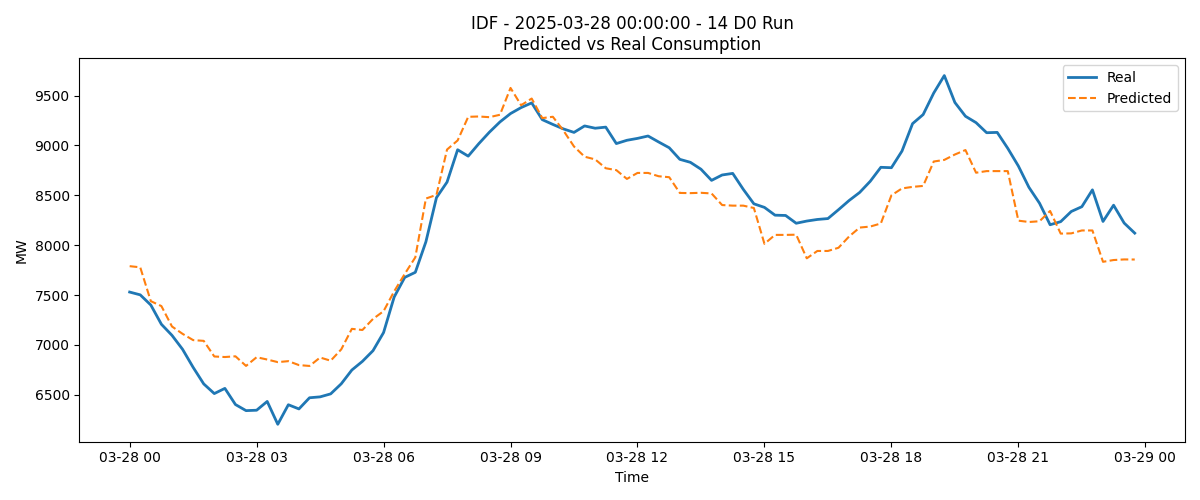 IDF - 2025-03-28 00:00:00 - 14 D0 Run
Predicted vs Real Consumption
Real
Predicted
MW
9500
9000
8500
8000
7500
7000
6500
03-28 00
03-28 03
03-28 06
03-28 09
03-28 12
03-28 15
03-28 18
03-28 21
03-29 00
Time